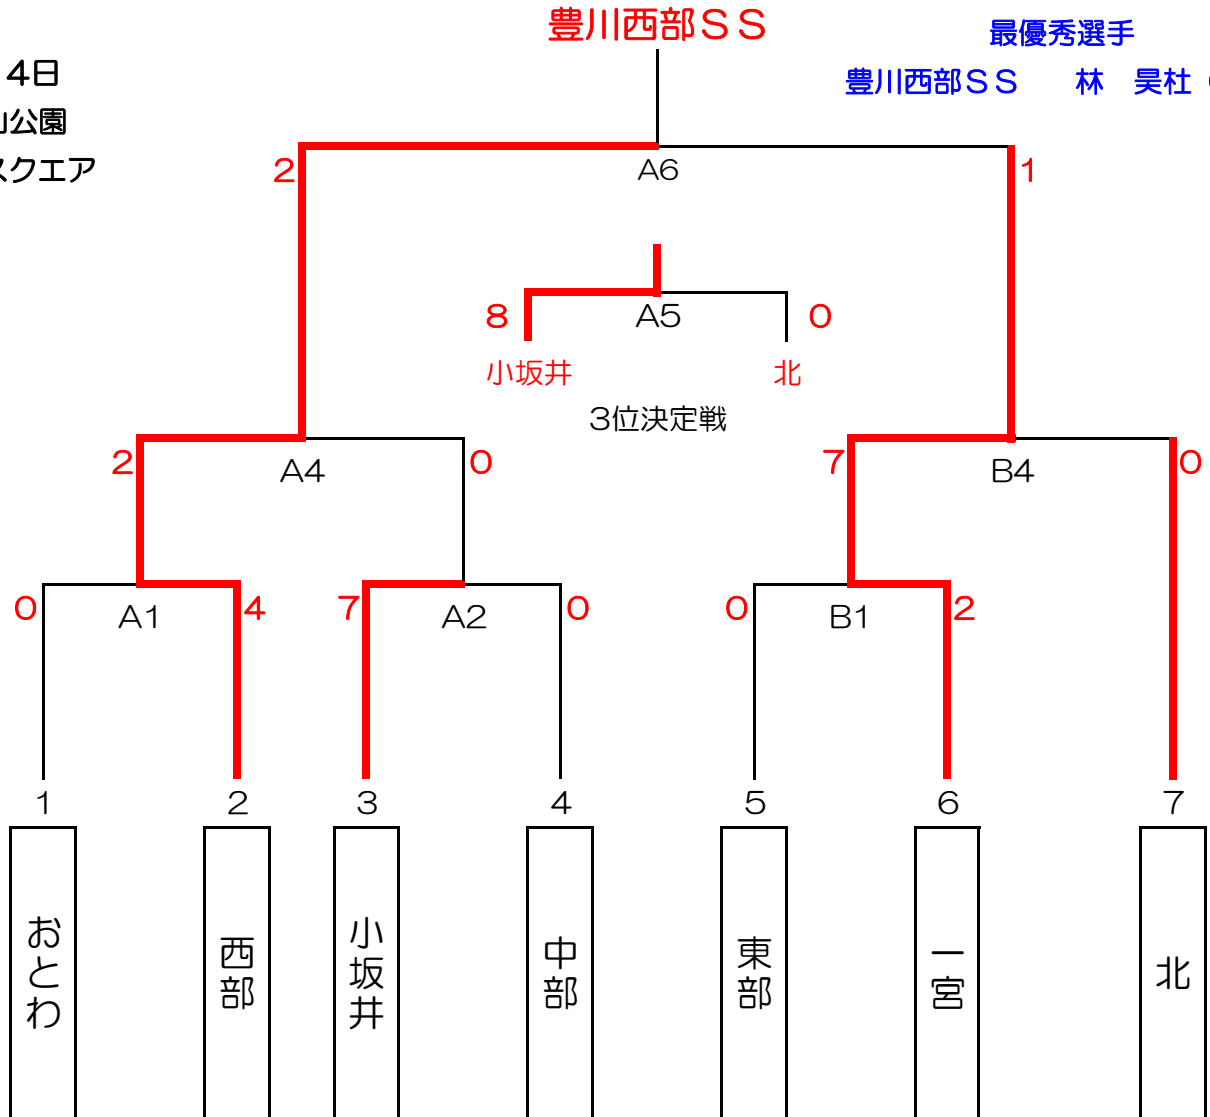 豊川西部ＳＳ
最優秀選手
4日
豊川西部ＳＳ　林　昊杜
公園
スクエア
2 A6 1
8 A5 0
小坂井 北
3位決定戦
2 A4 0 7 B4 0
0 A1 4 7 A2 0 0 B1 2
1 2 3 4 5 6 7
おとわ
西部
小坂井
中部
東部
一宮
北